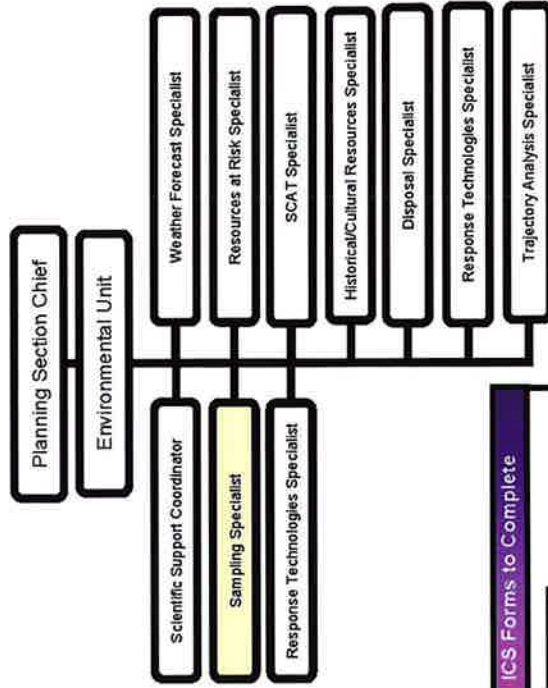 Planning Section Chief
Environmental Unit
Scientific Support Coordinator
Weather Forecast Specialist
Sampling Specialist
Resources at Risk Specialist
Response Technologies Specialist
SCAT Specialist
Historical/Cultural Resources Specialist
Disposal Specialist
Response Technologies Specialist
Trajectory Analysis Specialist
ICS Forms to Complete